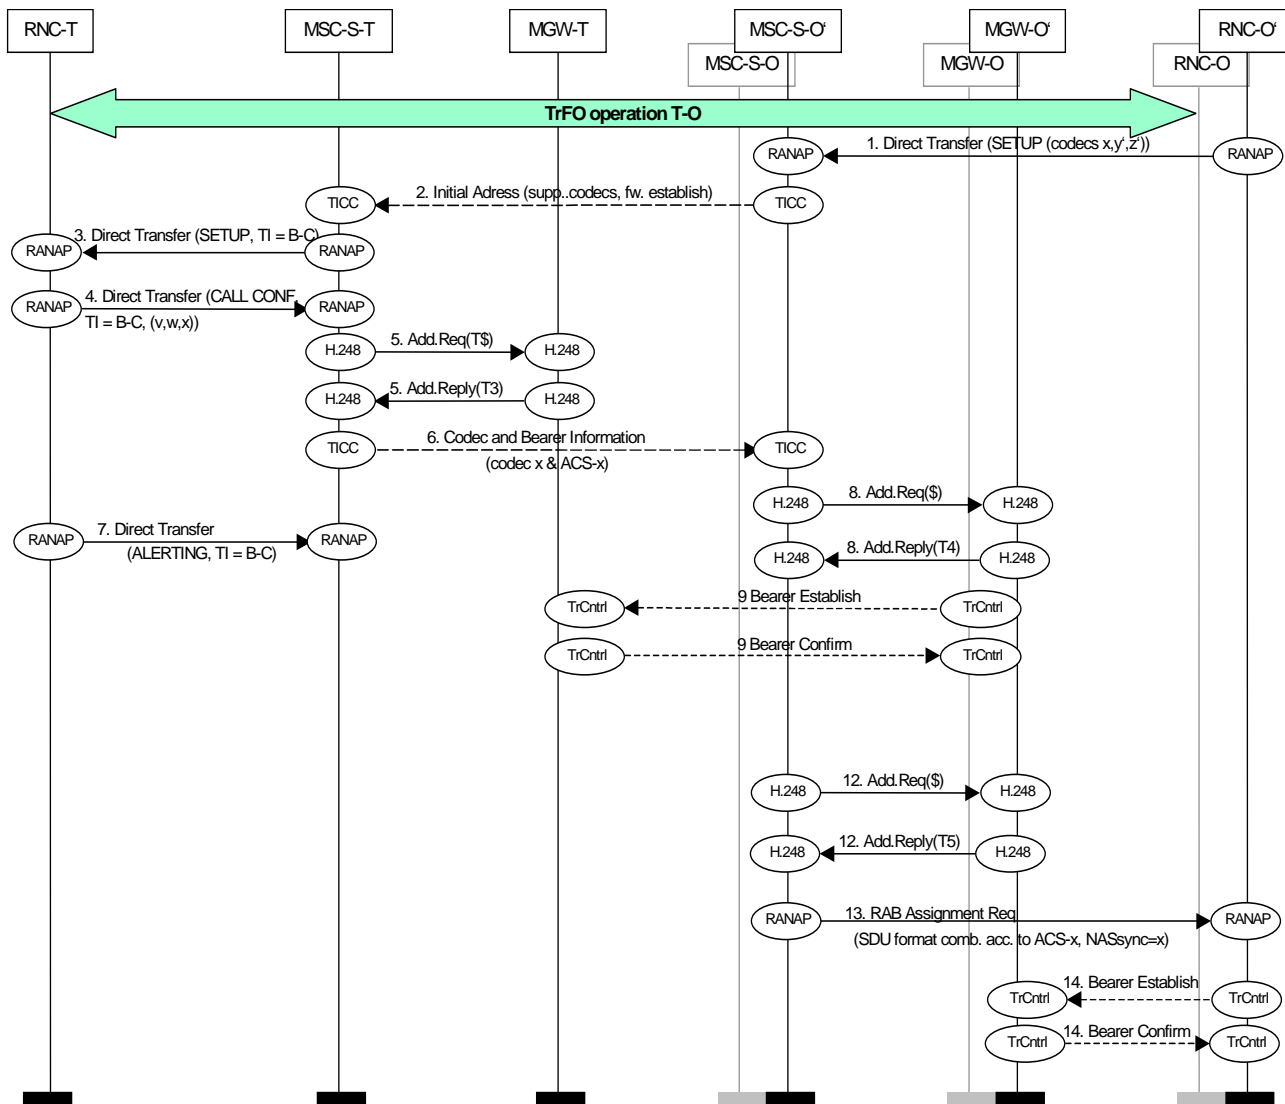 RNC-T
MSC-S-T
MGW-T
MSC-S-O'
MGW-O'
RNC-O'
MSC-S-O
MGW-O
RNC-O
TrFO operation T-O
RANAP
1. Direct Transfer (SETUP (codecs x,y',z'))
RANAP
TICC
2. Initial Adress (supp..codecs, fw. establish)
TICC
RANAP
3. Direct Transfer (SETUP, TI = B-C)
RANAP
RANAP
4. Direct Transfer (CALL CONF,
TI = B-C, (v,w,x))
RANAP
H.248
5. Add.Req(T$)
H.248
H.248
5. Add.Reply(T3)
H.248
TICC
6. Codec and Bearer Information
(codec x & ACS-x)
TICC
H.248
8. Add.Req($)
H.248
RANAP
7. Direct Transfer
(ALERTING, TI = B-C)
RANAP
H.248
8. Add.Reply(T4)
H.248
TrCntrl
9 Bearer Establish
TrCntrl
TrCntrl
9 Bearer Confirm
TrCntrl
H.248
12. Add.Req($)
H.248
H.248
12. Add.Reply(T5)
H.248
RANAP
13. RAB Assignment Req
(SDU format comb. acc. to ACS-x, NASsync=x)
RANAP
TrCntrl
14. Bearer Establish
TrCntrl
TrCntrl
14. Bearer Confirm
TrCntrl